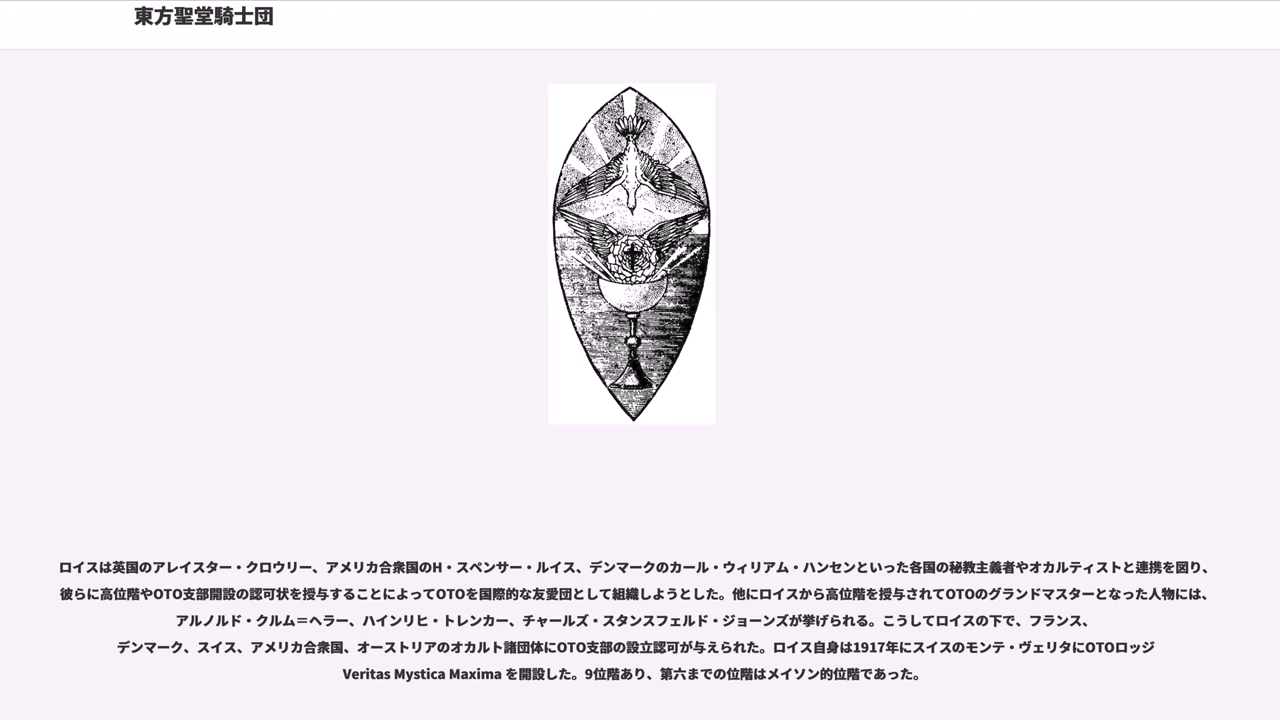 東方聖堂騎士団
ロイスは英国のアレイスター・クロウリー、アメリカ合衆国のH・スペンサー・ルイス、デンマークのカール・ウィリアム・ハンセンといった各国の秘教主義者やオカルティストと連携を図り、
彼らに高位階やOTO支部開設の認可状を授与することによってOTOを国際的な友愛団として組織しようとした。他にロイスから高位階を授与されてOTOのグランドマスターとなった人物には、
アルノルド・クルム＝ヘラー、ハインリヒ・トレンカー、チャールズ・スタンスフェルド・ジョーンズが挙げられる。こうしてロイスの下で、フランス、
デンマーク、スイス、アメリカ合衆国、オーストリアのオカルト諸団体にOTO支部の設立認可が与えられた。ロイス自身は1917年にスイスのモンテ・ヴェリタにOTOロッジ
Veritas Mystica Maxima を開設した。9位階あり、第六までの位階はメイソン的位階であった。